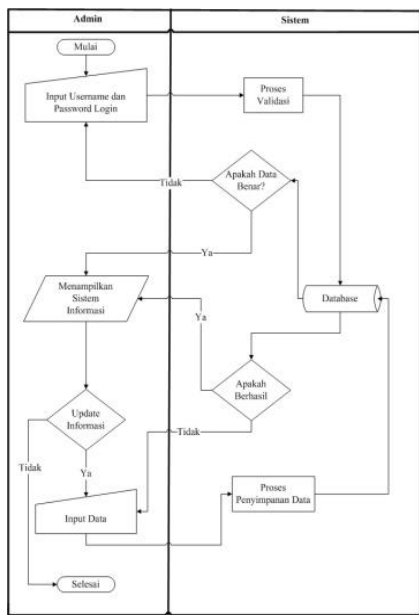 Admin
Sistem
Mulai
Input Username dan
Password Login
Proses
Validasi
Apakah Data
Benar?
Tidak
Ya
Menampilkan
Sistem
Informasi
Database
Ya
Apakah
Berhasil
Update
Informasi
Tidak
Tidak
Ya
Input Data
Proses
Penyimpanan Data
Selesai